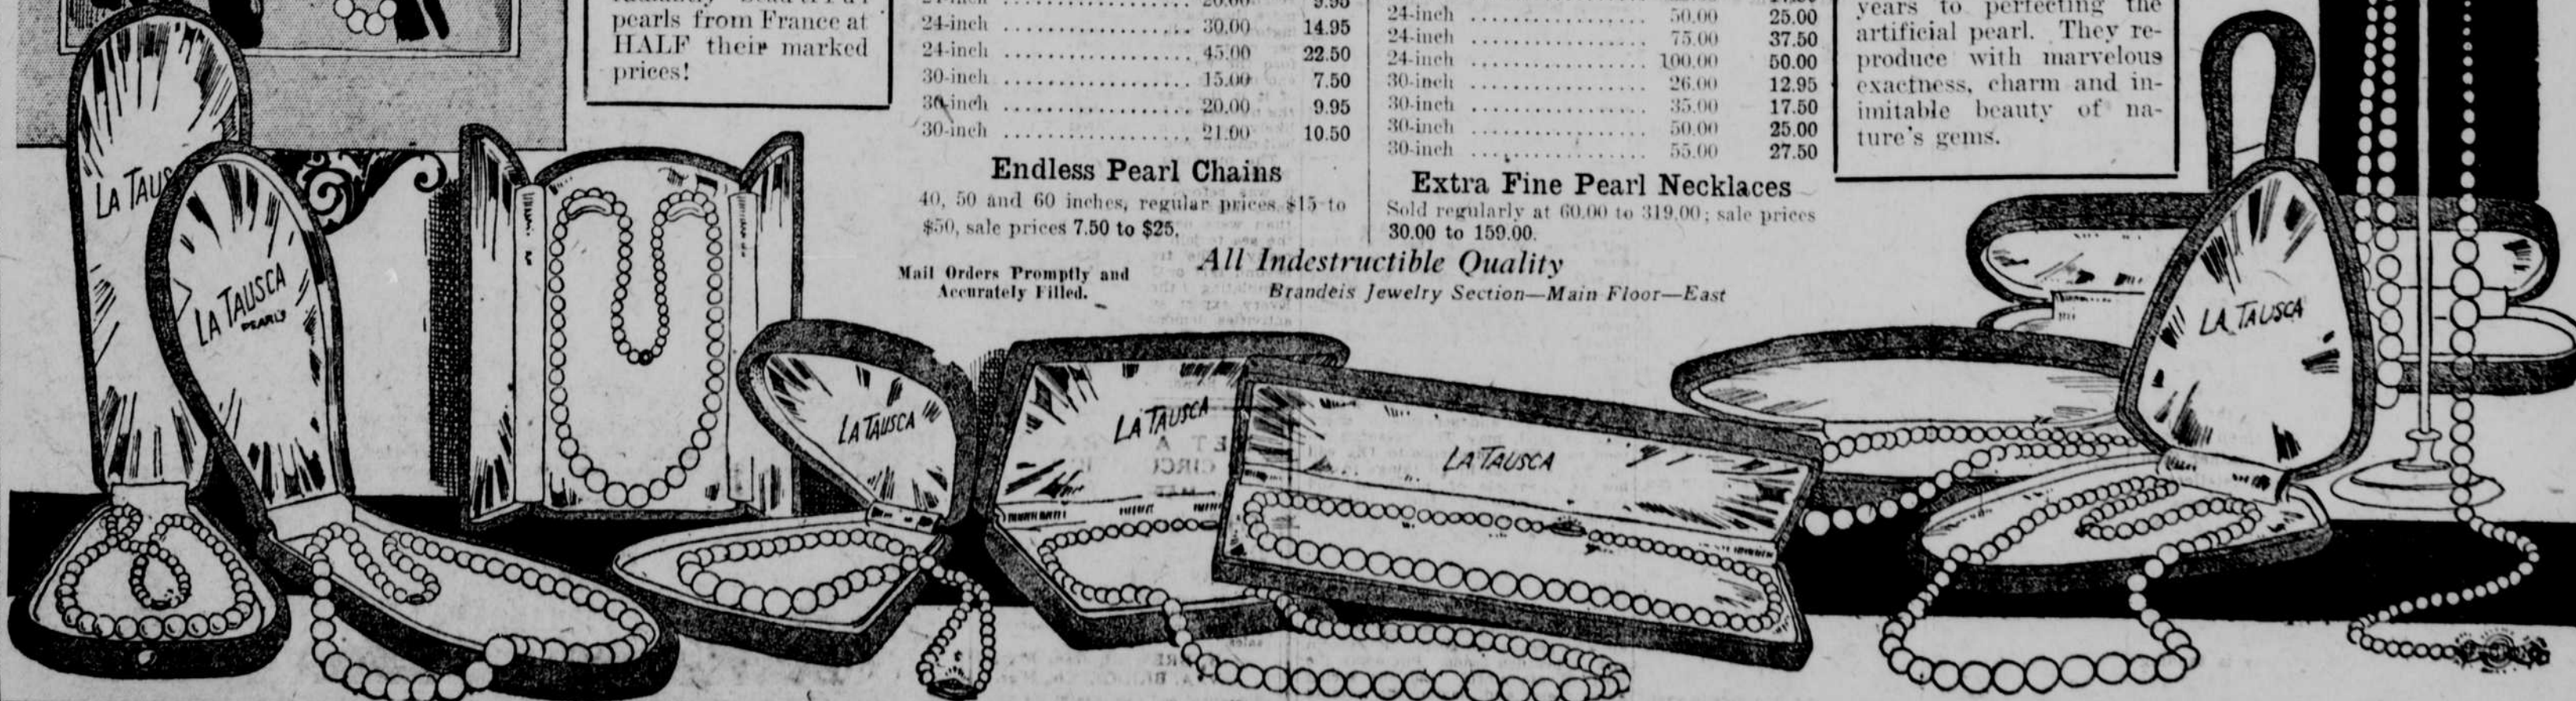 pearls from France at
HALF their marked
prices!
24-inch .................. 30.00 14.95
24-inch .................. 45.00 22.50
30-inch .................. 15.00 7.50
30-inch .................. 20.00 9.95
30-inch .................. 21.00 10.50
Endless Pearl Chains
40, 50 and 60 inches, regular prices $15 to
$50, sale prices 7.50 to $25.
Mail Orders Promptly and
Accurately Filled.
24-inch ................. 50.00 25.00
24-inch ................. 75.00 37.50
24-inch ................. 100.00 50.00
30-inch ................. 26.00 12.95
30-inch ................. 35.00 17.50
30-inch ................. 50.00 25.00
30-inch ................. 55.00 27.50
Extra Fine Pearl Necklaces
Sold regularly at 60.00 to 319.00; sale prices
30.00 to 159.00.
All Indestructible Quality
Brandeis Jewelry Section—Main Floor—East
years to perfecting the
artificial pearl. They re-
produce with marvelous
exactness, charm and in-
imitable beauty of na-
ture's gems.
LA TAUS
LA TAUSCA
PEARLS
LA TAUSCA
LA TAUSCA
LA TAUSCA
LA TAUSCA